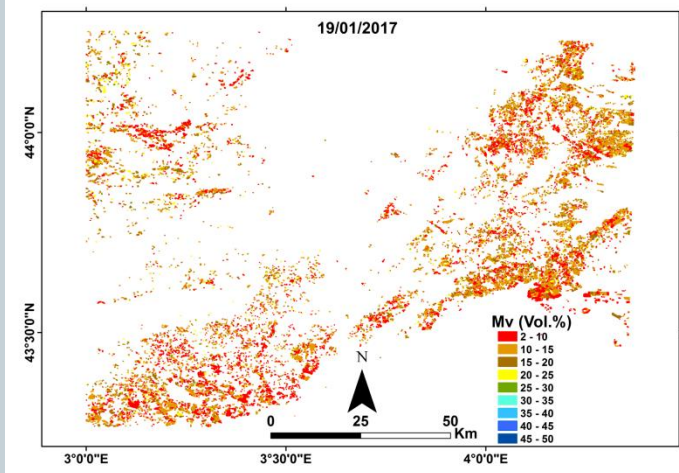 19/01/2017
44°0'0"N
43°30'0"N
Mv (Vol.%)
2 - 10
10 - 15
15 - 20
20 - 25
25 - 30
30 - 35
35 - 40
40 - 45
45 - 50
N
0 25 50
Km
3°0'0"E 3°30'0"E 4°0'0"E